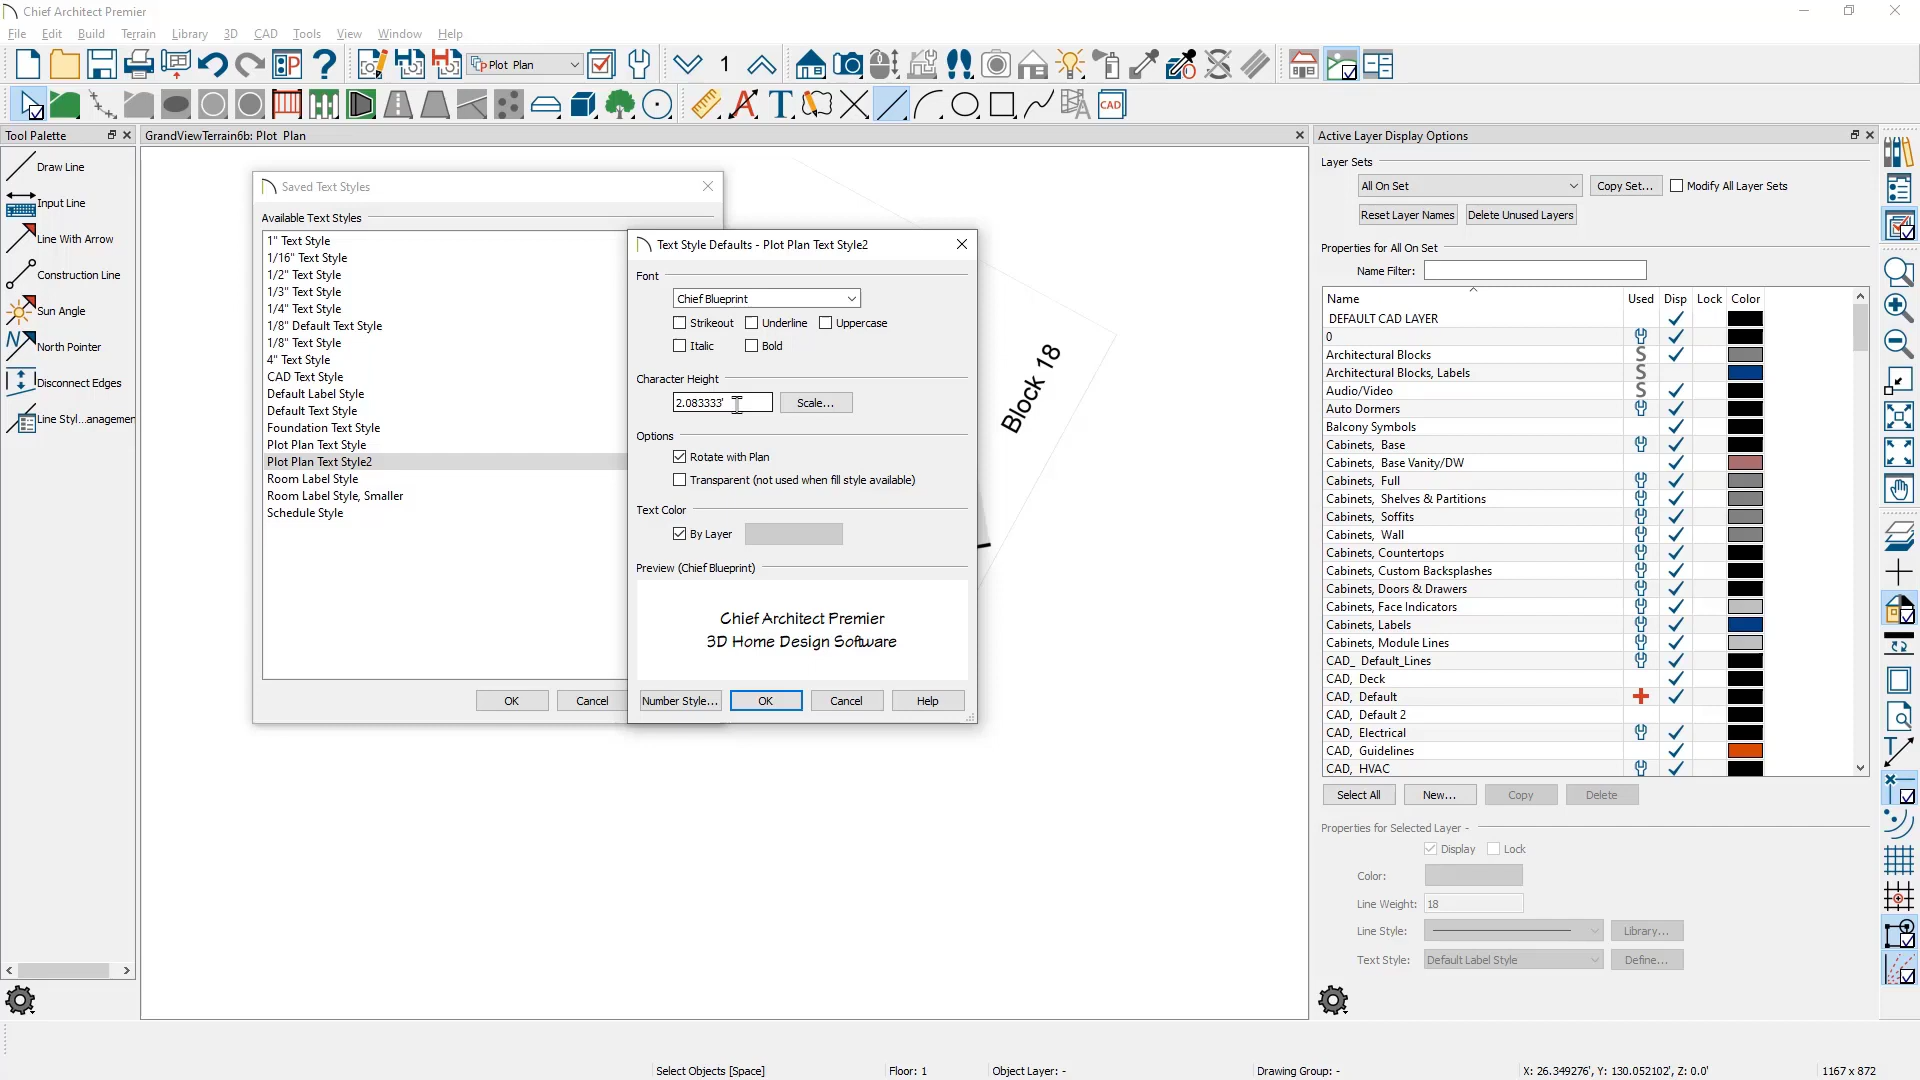 Chief Architect Premier
File Edit Build Terrain Library 3D CAD Tools View Window Help
Plot Plan
1
CAD
Tool Palette
GrandViewTerrain6b: Plot Plan
Active Layer Display Options
Draw Line
Input Line
Line With Arrow
Construction Line
Sun Angle
North Pointer
Disconnect Edges
Line Styl...anagemen
Saved Text Styles
Available Text Styles
1" Text Style
1/16" Text Style
1/2" Text Style
1/3" Text Style
1/4" Text Style
1/8" Default Text Style
1/8" Text Style
4" Text Style
CAD Text Style
Default Label Style
Default Text Style
Foundation Text Style
Plot Plan Text Style
Plot Plan Text Style2
Room Label Style
Room Label Style, Smaller
Schedule Style
OK Cancel
Text Style Defaults - Plot Plan Text Style2
Font
Chief Blueprint
Strikeout Underline Uppercase
Italic Bold
Character Height
2.083333' Scale...
Options
Rotate with Plan
Transparent (not used when fill style available)
Text Color
By Layer
Preview (Chief Blueprint)
Chief Architect Premier
3D Home Design Software
Number Style... OK Cancel Help
Block 18
Layer Sets
All On Set Copy Set... Modify All Layer Sets
Reset Layer Names Delete Unused Layers
Properties for All On Set
Name Filter:
Name Used Disp Lock Color
DEFAULT CAD LAYER
0
Architectural Blocks S
Architectural Blocks, Labels S
Audio/Video S
Auto Dormers
Balcony Symbols
Cabinets, Base
Cabinets, Base Vanity/DW
Cabinets, Full
Cabinets, Shelves & Partitions
Cabinets, Soffits
Cabinets, Wall
Cabinets, Countertops
Cabinets, Custom Backsplashes
Cabinets, Doors & Drawers
Cabinets, Face Indicators
Cabinets, Labels
Cabinets, Module Lines
CAD_ Default_Lines
CAD, Deck
CAD, Default
CAD, Default 2
CAD, Electrical
CAD, Guidelines
CAD, HVAC
Select All New... Copy Delete
Properties for Selected Layer -
Display Lock
Color:
Line Weight: 18
Line Style: Library...
Text Style: Default Label Style Define...
Select Objects [Space] Floor: 1 Object Layer: - Drawing Group: - X: 26.349276', Y: 130.052102', Z: 0.0' 1167 x 872